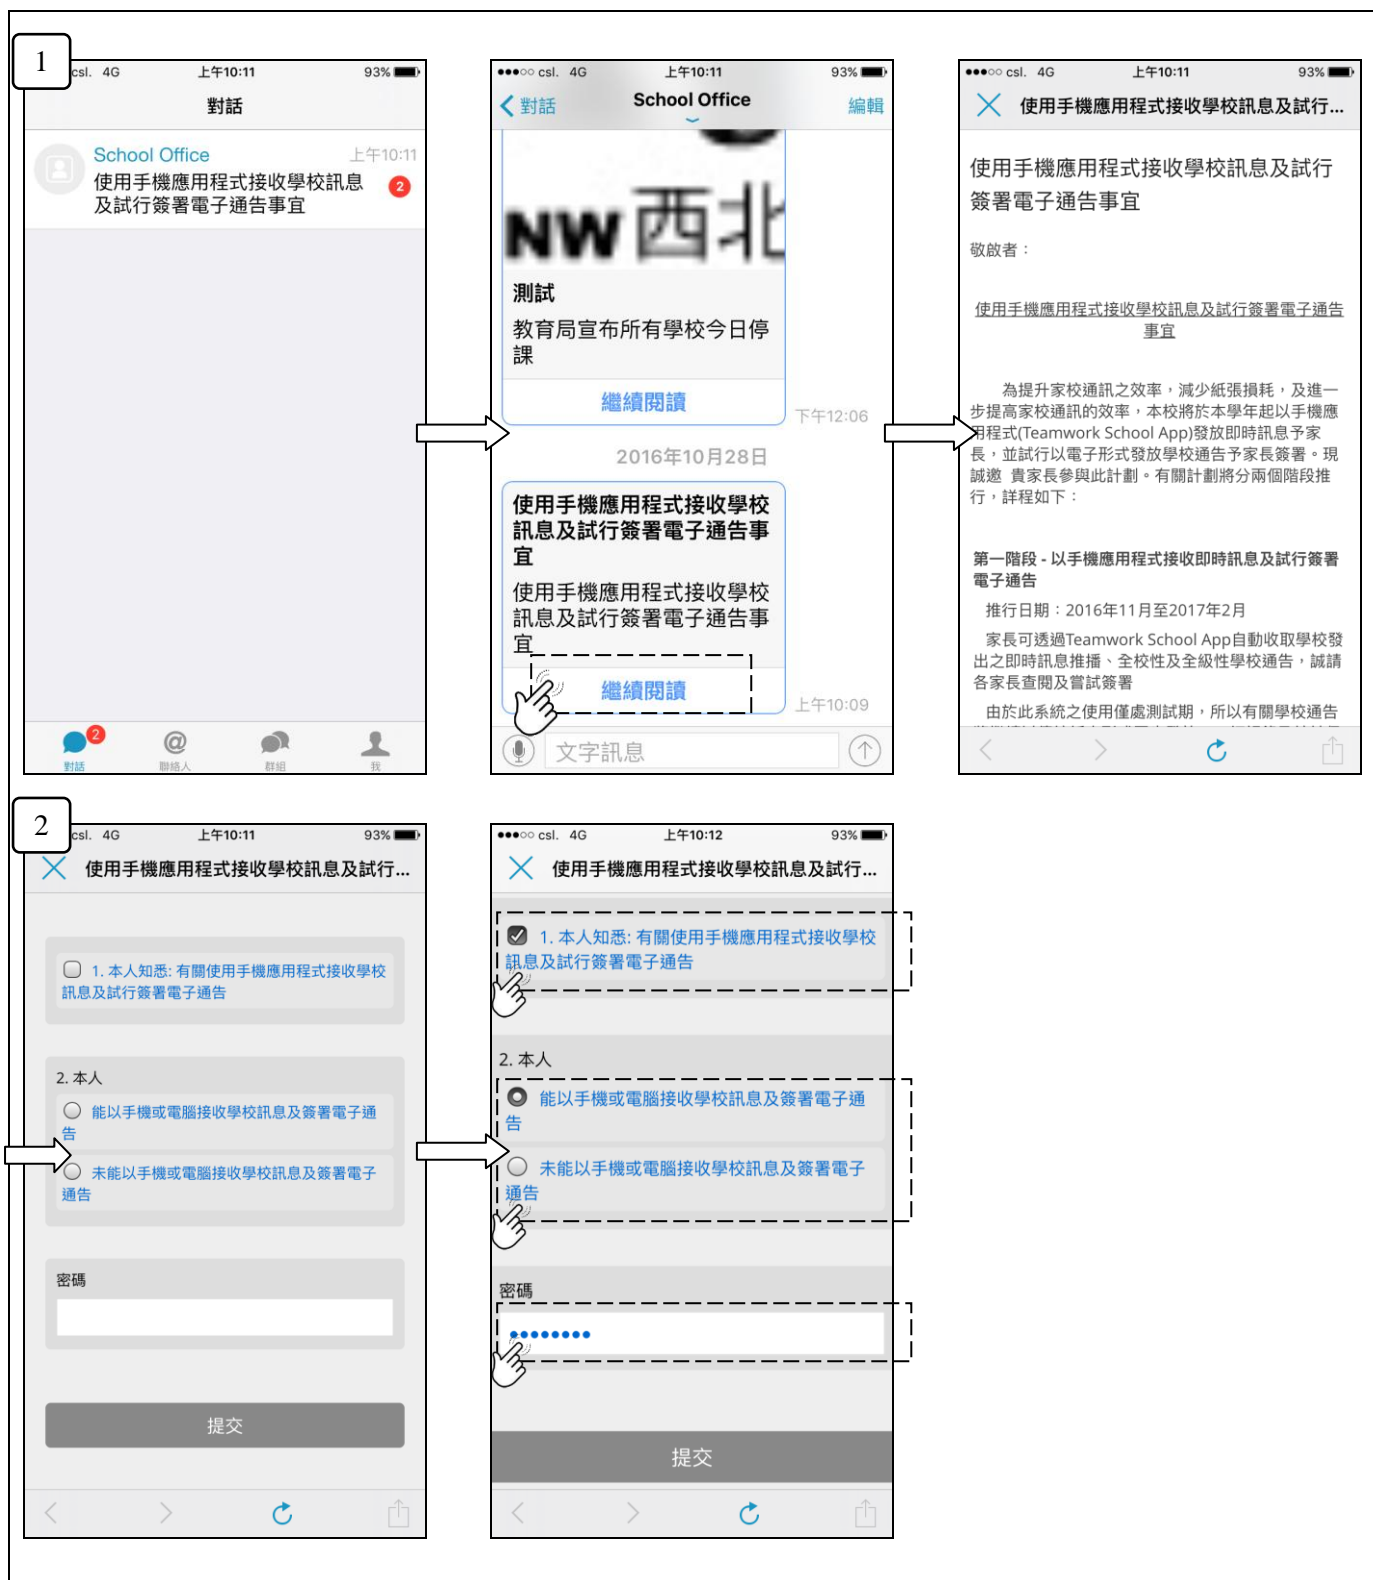 1
csl. 4G 上午10:11 93%
對話
School Office 上午10:11
使用手機應用程式接收學校訊息
及試行簽署電子通告事宜
2
2
對話 聯絡人 群組 我
csl. 4G 上午10:11 93%
對話 School Office 編輯
NW 西北
測試
教育局宣布所有學校今日停
課
繼續閱讀
下午12:06
2016年10月28日
使用手機應用程式接收學校
訊息及試行簽署電子通告事
宜
使用手機應用程式接收學校
訊息及試行簽署電子通告事
宜
繼續閱讀
上午10:09
文字訊息
csl. 4G 上午10:11 93%
使用手機應用程式接收學校訊息及試行...
使用手機應用程式接收學校訊息及試行
簽署電子通告事宜
敬啟者：
使用手機應用程式接收學校訊息及試行簽署電子通告
事宜
為提升家校通訊之效率，減少紙張損耗，及進一
步提高家校通訊的效率，本校將於本學年起以手機應
用程式(Teamwork School App)發放即時訊息予家
長，並試行以電子形式發放學校通告予家長簽署。現
誠邀 貴家長參與此計劃。有關計劃將分兩個階段推
行，詳程如下：
第一階段 - 以手機應用程式接收即時訊息及試行簽署
電子通告
推行日期：2016年11月至2017年2月
家長可透過Teamwork School App自動收取學校發
出之即時訊息推播、全校性及全級性學校通告，誠請
各家長查閱及嘗試簽署
由於此系統之使用僅處測試期，所以有關學校通告
2
csl. 4G 上午10:11 93%
使用手機應用程式接收學校訊息及試行...
1. 本人知悉: 有關使用手機應用程式接收學校
訊息及試行簽署電子通告
2. 本人
能以手機或電腦接收學校訊息及簽署電子通
告
未能以手機或電腦接收學校訊息及簽署電子
通告
密碼
提交
csl. 4G 上午10:12 93%
使用手機應用程式接收學校訊息及試行...
1. 本人知悉: 有關使用手機應用程式接收學校
訊息及試行簽署電子通告
2. 本人
能以手機或電腦接收學校訊息及簽署電子通
告
未能以手機或電腦接收學校訊息及簽署電子
通告
密碼
提交